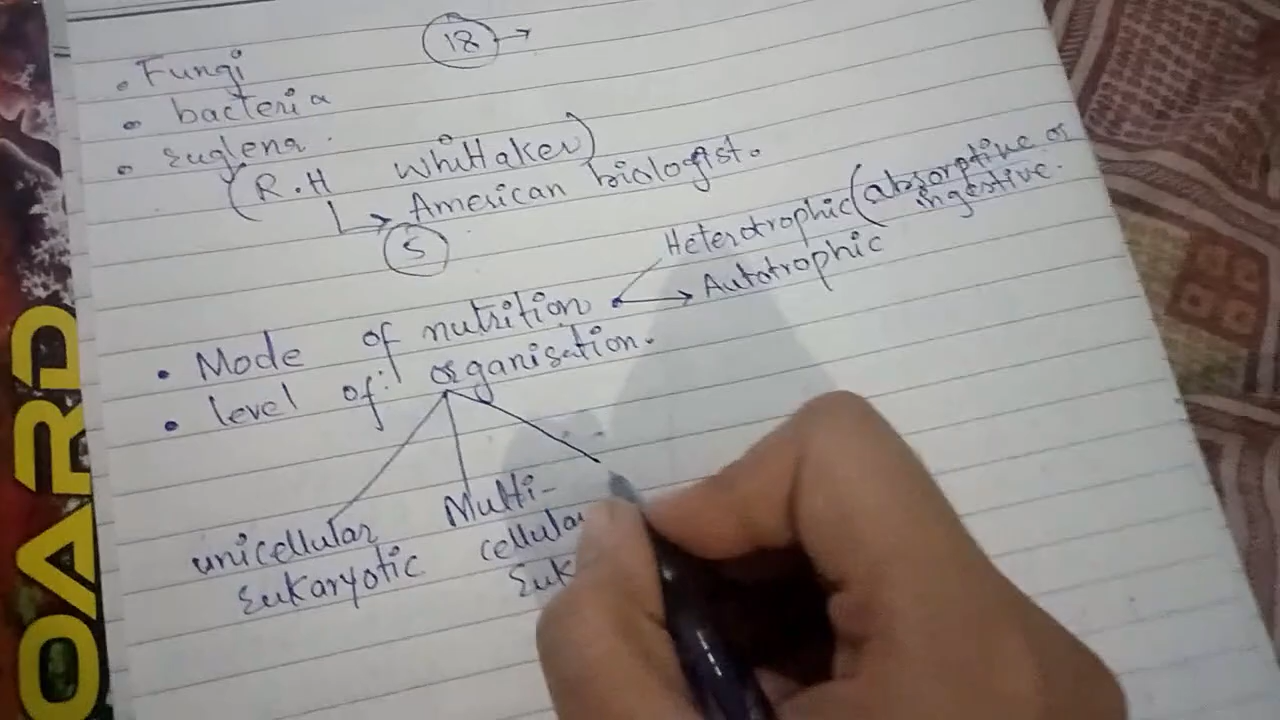 18 →
• Fungi
• bacteria
• Euglena.
(R.H Whittaker)
American biologist.
5
Heterotrophic (absorptive or
ingestive.
• Mode of nutrition → Autotrophic
• level of organisation.
unicellular Multi-
Eukaryotic cellular
Euk
OARD